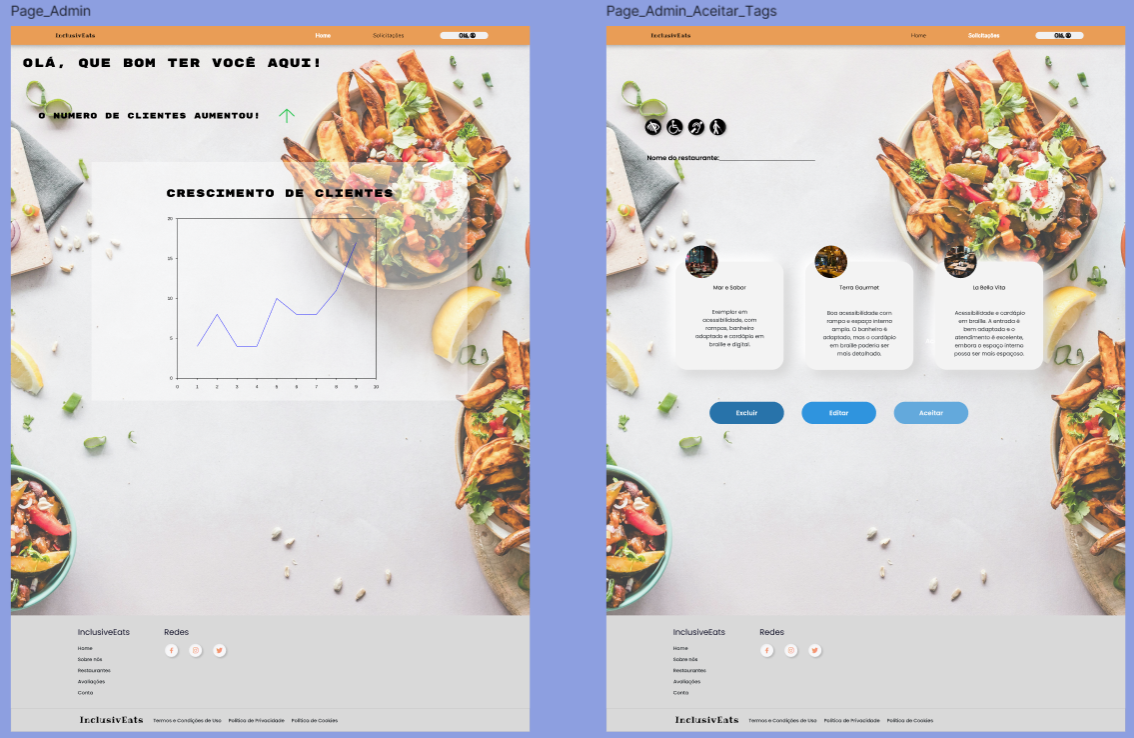 Page_Admin
InclusivEats
Home
Solicitações
Olá,
OLÁ, QUE BOM TER VOCÊ AQUI!
O NUMERO DE CLIENTES AUMENTOU!
CRESCIMENTO DE CLIENTES
20
15
10
5
0
0 1 2 3 4 5 6 7 8 9 10
InclusivEats
Redes
Home
Sobre nós
Restaurantes
Avaliações
Conta
InclusivEats
Termos e Condições de Uso
Política de Privacidade
Política de Cookies
Page_Admin_Aceitar_Tags
InclusivEats
Home
Solicitações
Olá,
Nome do restaurante:
Mar e Sabor
Exemplar em
acessibilidade, com
rampas, banheiro
adaptado e cardápio em
braille e digital.
Terra Gourmet
Boa acessibilidade com
rampa e espaço interno
amplo. O banheiro é
adaptado, mas o cardápio
em braille poderia ser
mais detalhado.
La Bella Vita
Acessibilidade e cardápio
em braille. A entrada é
bem adaptada e o
atendimento é excelente,
embora o espaço interno
possa ser mais espaçoso.
Excluir
Editar
Aceitar
InclusivEats
Redes
Home
Sobre nós
Restaurantes
Avaliações
Conta
InclusivEats
Termos e Condições de Uso
Política de Privacidade
Política de Cookies